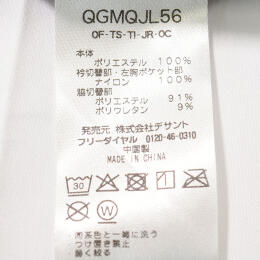 QGMQJL56
OF-TS-TI-JR-OC
本体
ポリエステル 100%
衿切替部・左胸ポケット部
ナイロン 100%
脇切替部
ポリエステル 91%
ポリウレタン 9%
発売元 株式会社デサント
フリーダイヤル 0120-46-0310
中国製
MADE IN CHINA
30
W
・同系色と一緒に洗う
・つけ置き禁止
・軽く絞る